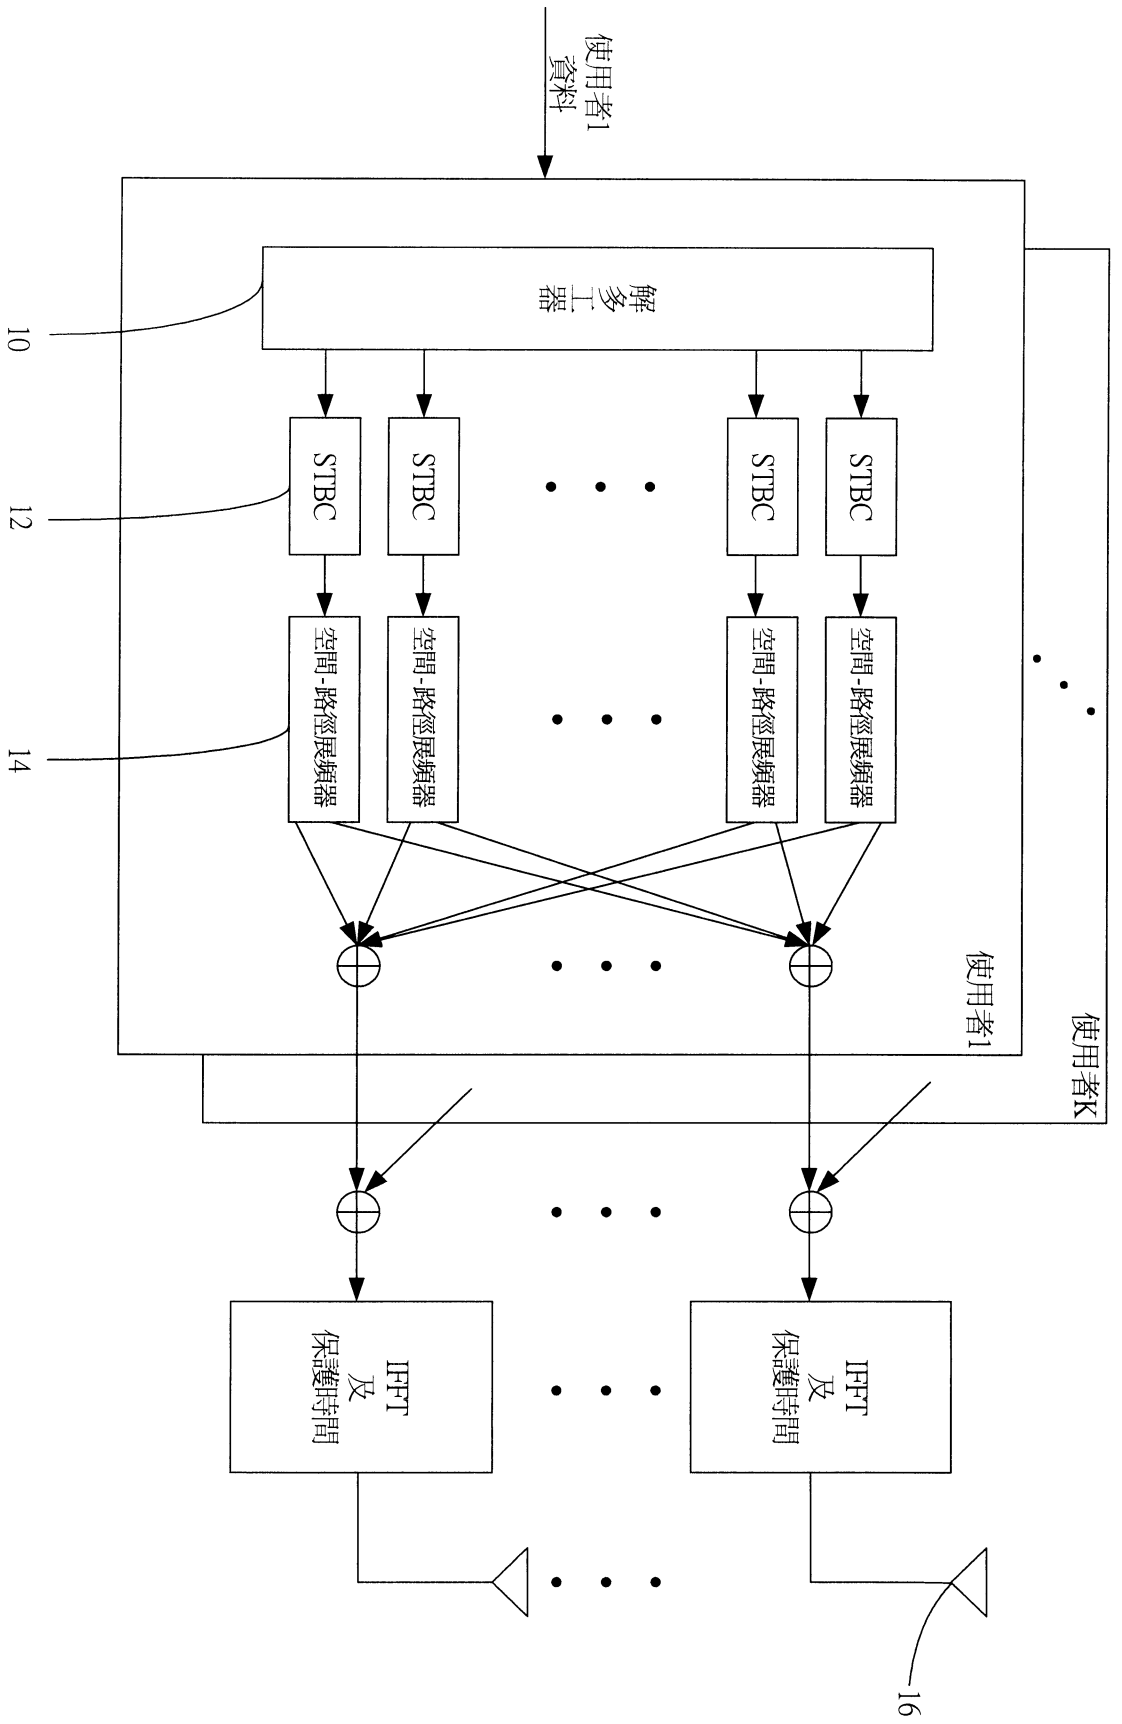 使用者K
使用者1
使用者1
資料
解多工器
STBC
空間-路徑展頻器
STBC
空間-路徑展頻器
STBC
空間-路徑展頻器
STBC
空間-路徑展頻器
IFFT
及
保護時間
IFFT
及
保護時間
10
12
14
16